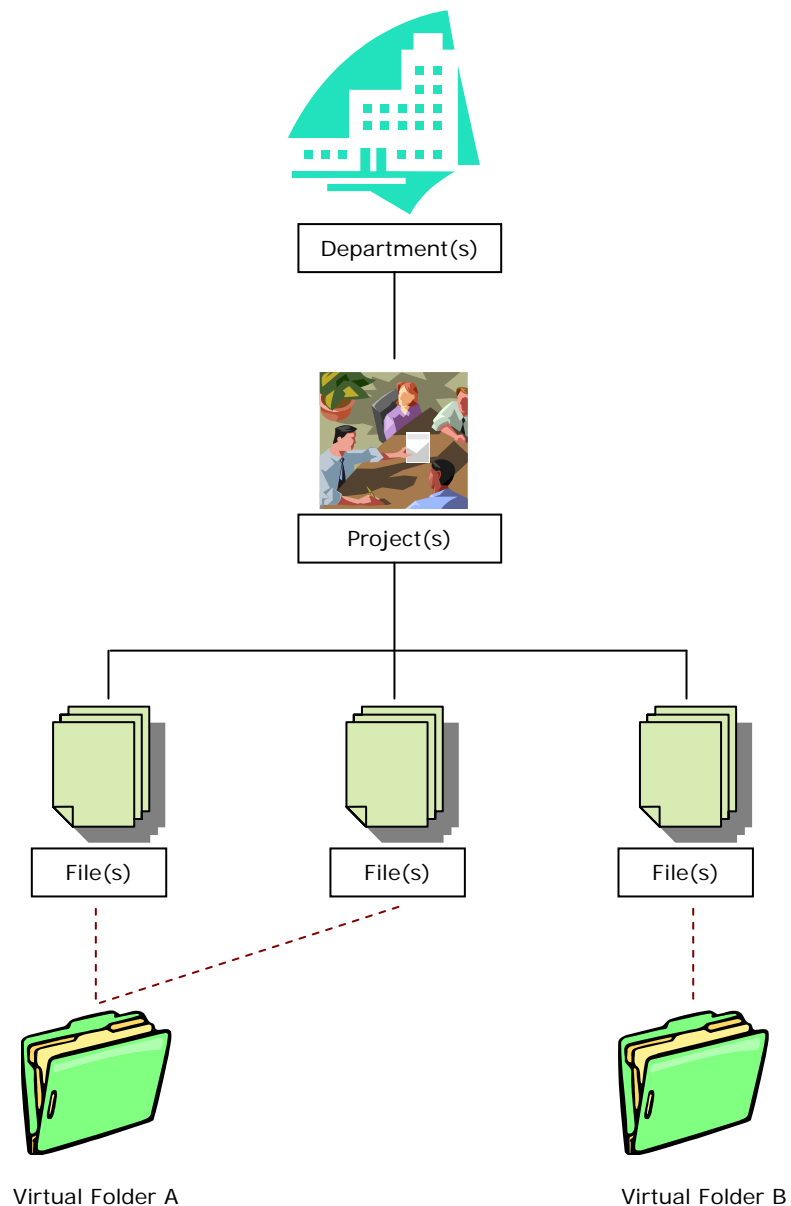 Department(s)
Project(s)
File(s)
File(s)
File(s)
Virtual Folder A
Virtual Folder B